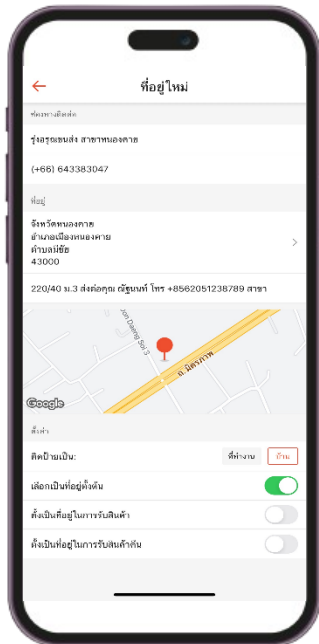 ที่อยู่ใหม่
ช่องทางติดต่อ
รุ่งอรุณขนส่ง สาขาหนองคาย
(+66) 643383047
ที่อยู่
จังหวัดหนองคาย
อำเภอเมืองหนองคาย
ตำบลมีชัย
43000
220/40 ม.3 ส่งต่อคุณ ณัฐนนท์ โทร +8562051238789 สาขา
Don Daeng Soi 3
ถ. มิตรภาพ
Google
ตั้งค่า
ติดป้ายเป็น: ที่ทำงาน บ้าน
เลือกเป็นที่อยู่ตั้งต้น
ตั้งเป็นที่อยู่ในการรับสินค้า
ตั้งเป็นที่อยู่ในการรับสินค้าคืน